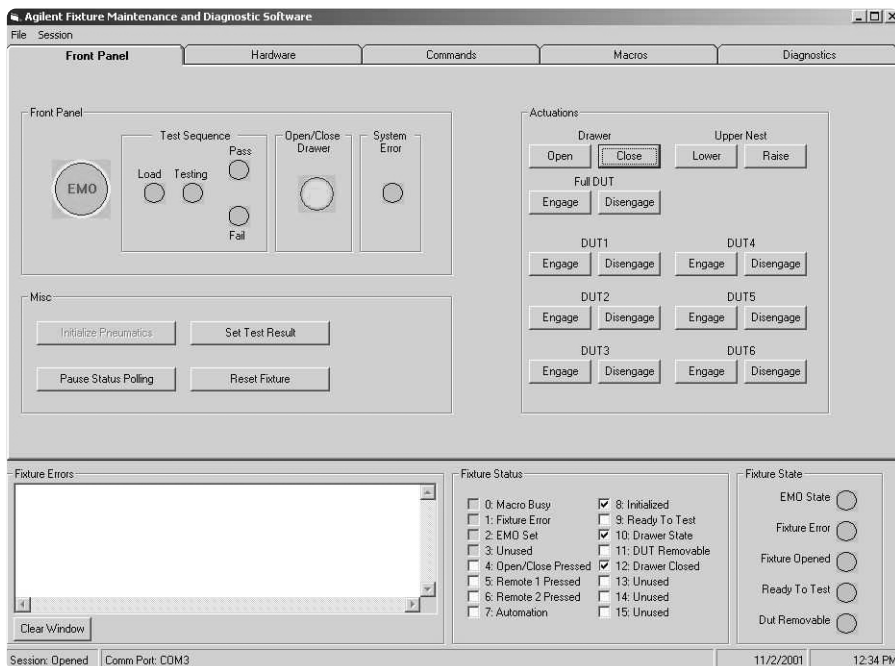 Agilent Fixture Maintenance and Diagnostic Software
File Session
Front Panel Hardware Commands Macros Diagnostics
Front Panel
EMO
Test Sequence
Load Testing
Pass
Fail
Open/Close
Drawer
System
Error
Misc
Initialize Pneumatics Set Test Result
Pause Status Polling Reset Fixture
Actuations
Drawer Upper Nest
Open Close Lower Raise
Full DUT
Engage Disengage
DUT1 DUT4
Engage Disengage Engage Disengage
DUT2 DUT5
Engage Disengage Engage Disengage
DUT3 DUT6
Engage Disengage Engage Disengage
Fixture Errors
Clear Window
Fixture Status
0: Macro Busy
1: Fixture Error
2: EMO Set
3: Unused
4: Open/Close Pressed
5: Remote 1 Pressed
6: Remote 2 Pressed
7: Automation
8: Initialized
9: Ready To Test
10: Drawer State
11: DUT Removable
12: Drawer Closed
13: Unused
14: Unused
15: Unused
Fixture State
EMO State
Fixture Error
Fixture Opened
Ready To Test
Dut Removable
Session: Opened Comm Port: COM3 11/2/2001 12:34 PM